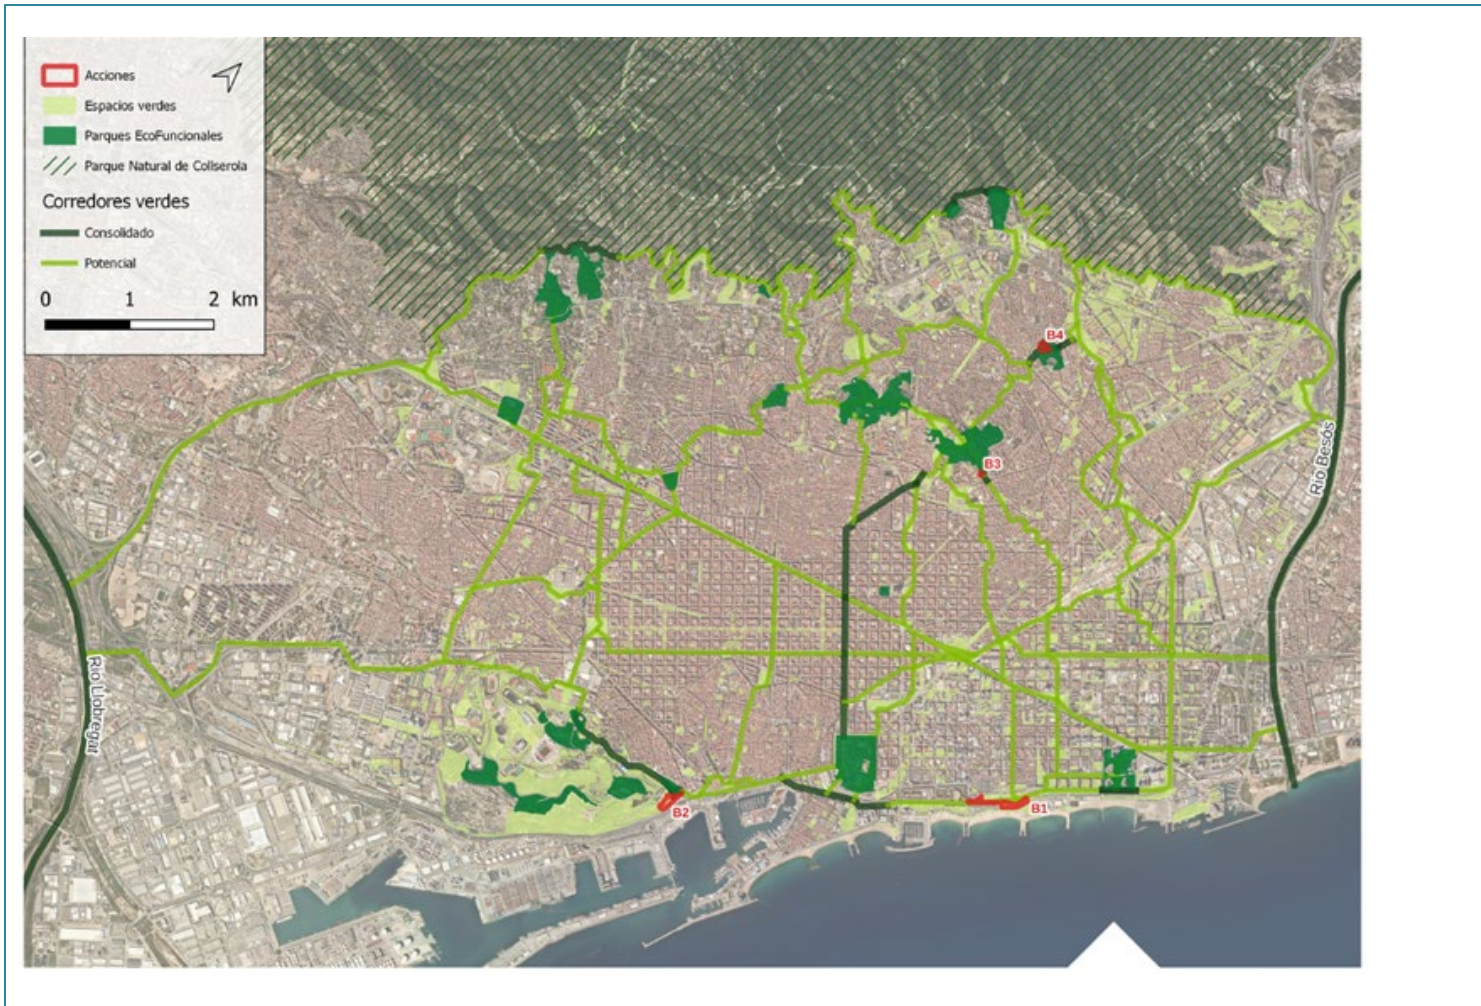 Acciones
Espacios verdes
Parques EcoFuncionales
Parque Natural de Collserola
Corredores verdes
Consolidado
Potencial
0 1 2 km
B4
B3
Río Besós
Río Llobregat
B2
B1